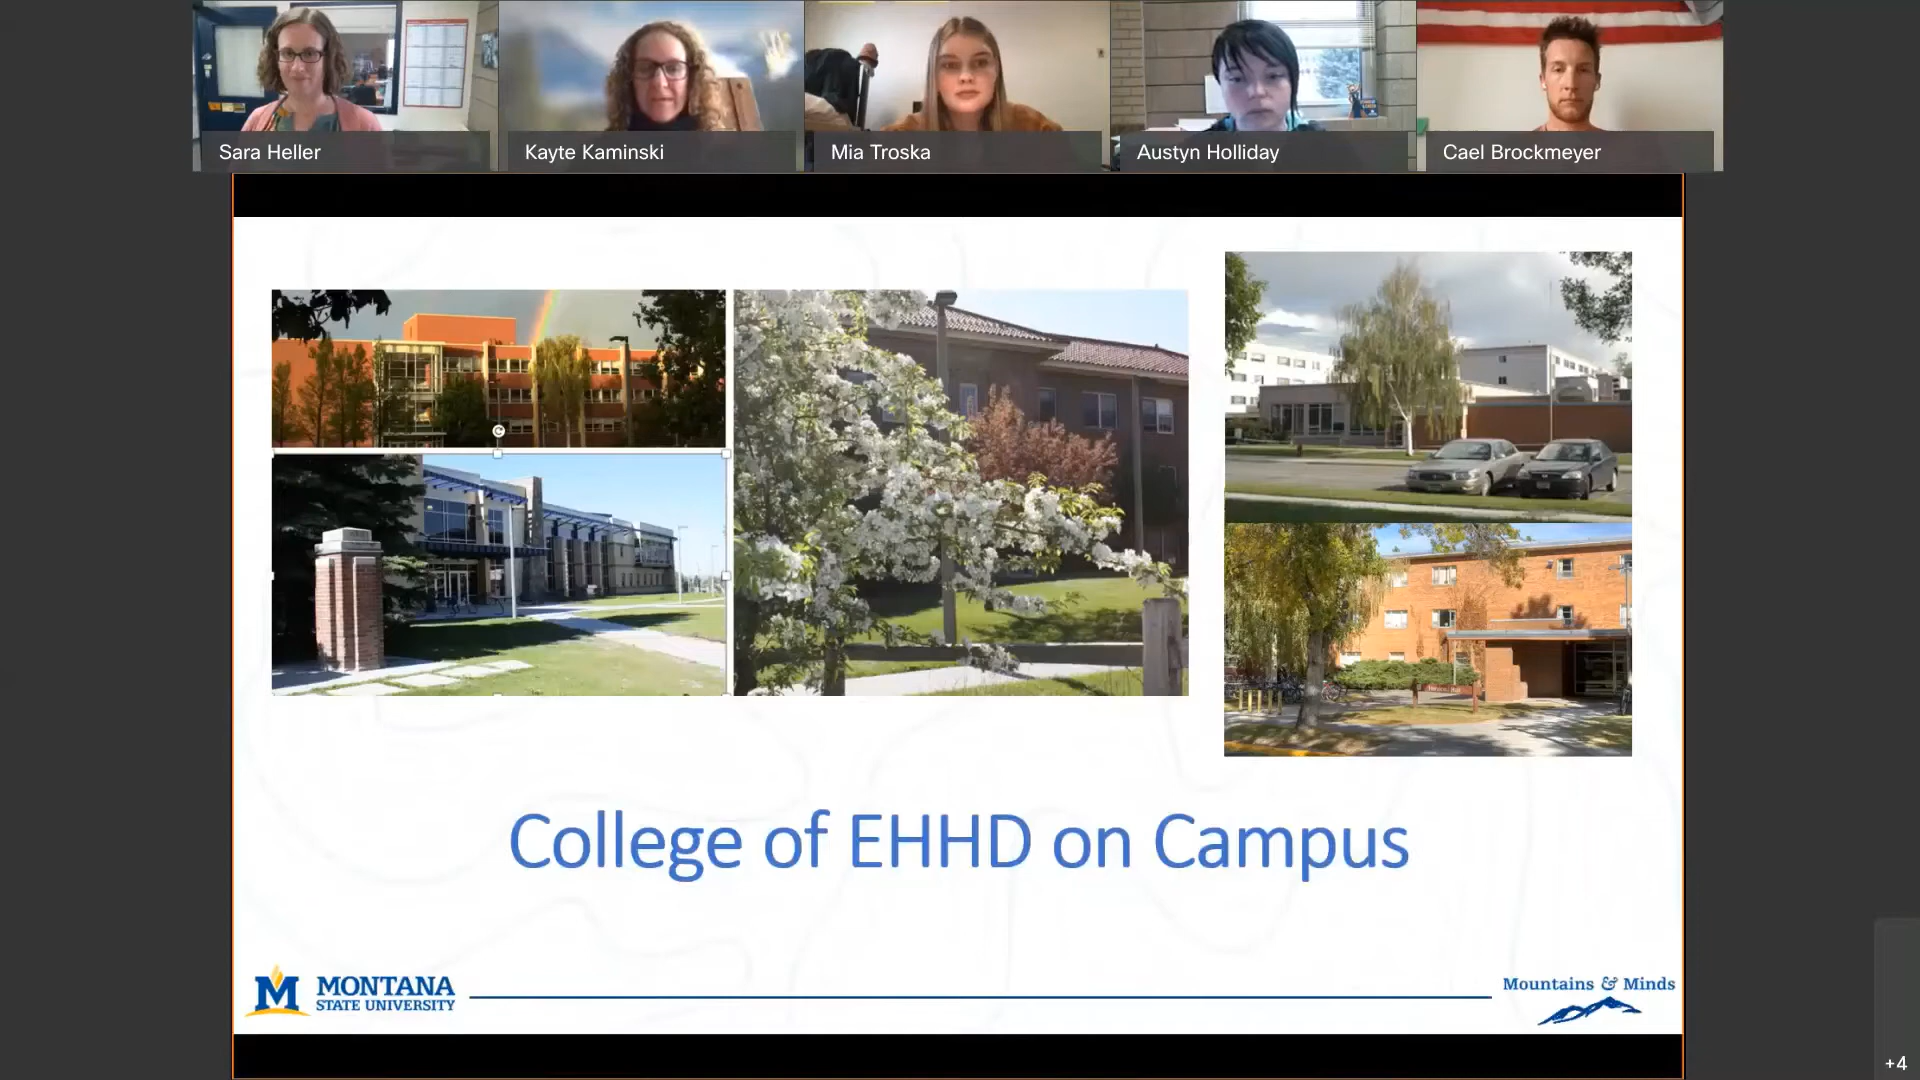 Sara Heller
Kayte Kaminski
Mia Troska
Austyn Holliday
Cael Brockmeyer
College of EHHD on Campus
M MONTANA
STATE UNIVERSITY
Mountains & Minds
+4